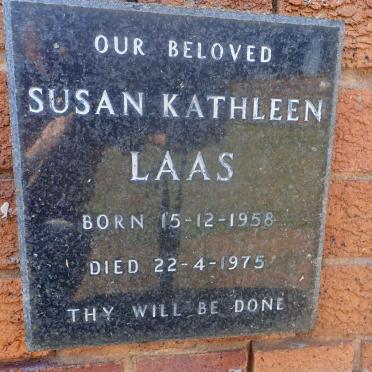 OUR BELOVED
SUSAN KATHLEEN
LAAS
BORN 15-12-1958
DIED 22-4-1975
THY WILL BE DONE